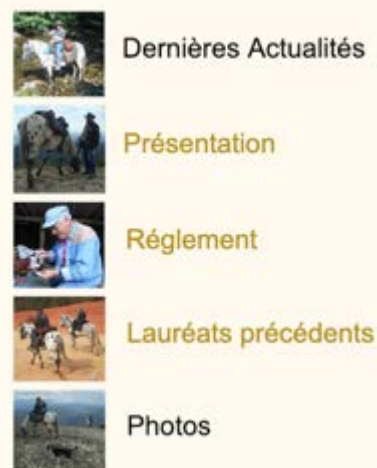 Dernières Actualités
Présentation
Réglement
Lauréats précédents
Photos